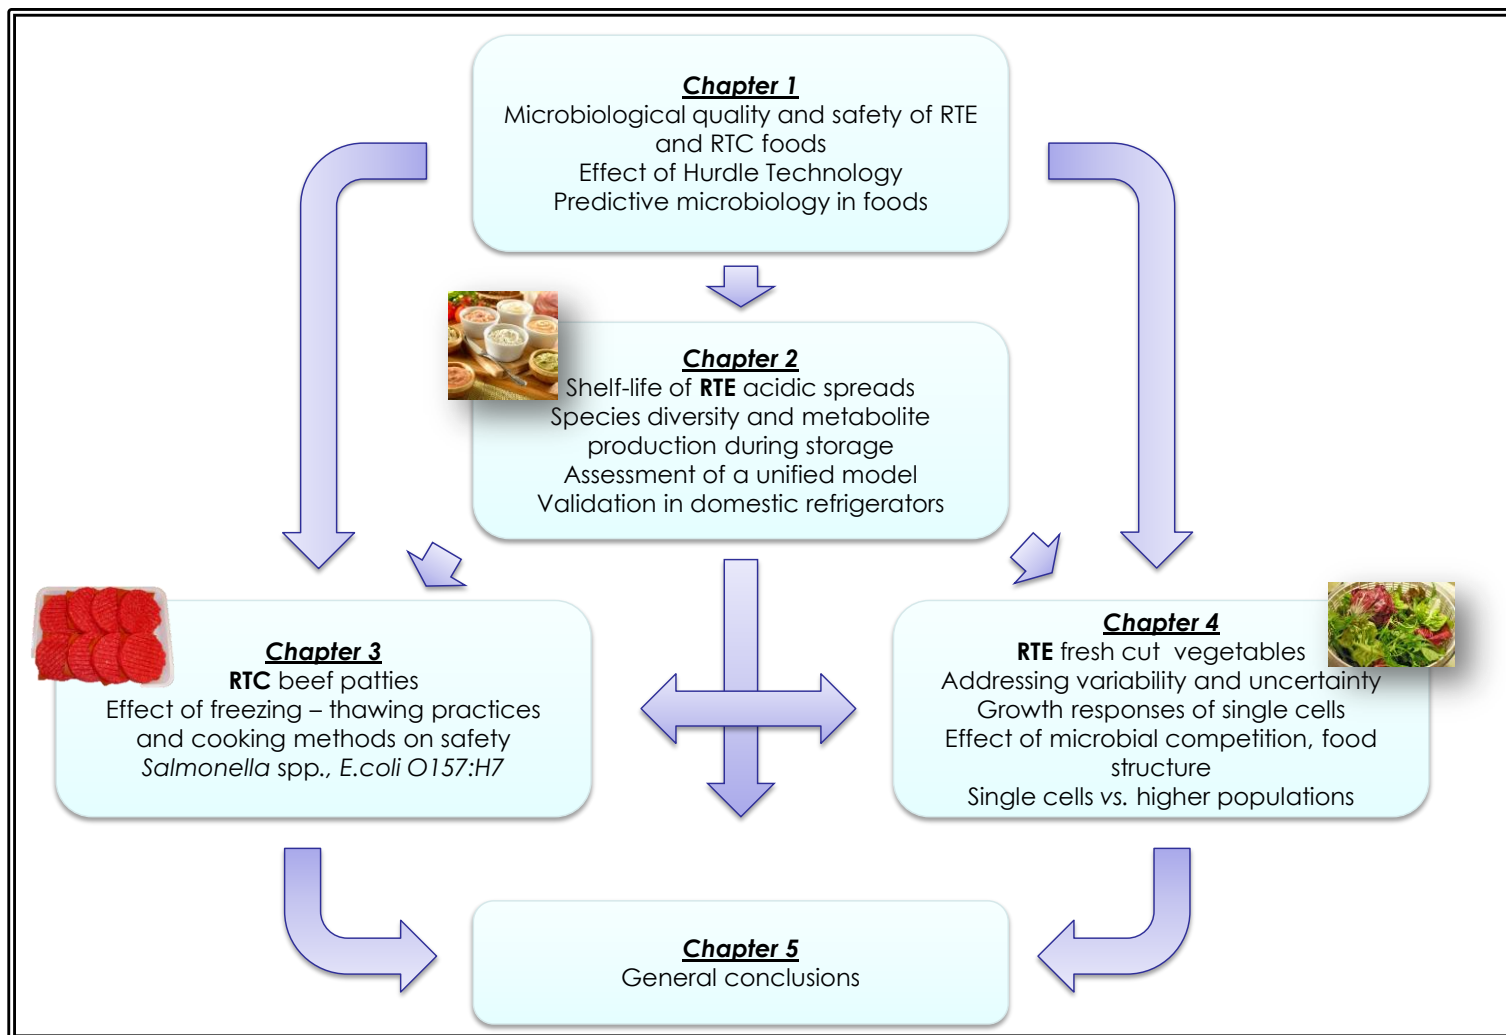 Chapter 1
Microbiological quality and safety of RTE
and RTC foods
Effect of Hurdle Technology
Predictive microbiology in foods
Chapter 2
Shelf-life of RTE acidic spreads
Species diversity and metabolite
production during storage
Assessment of a unified model
Validation in domestic refrigerators
Chapter 3
RTC beef patties
Effect of freezing – thawing practices
and cooking methods on safety
Salmonella spp., E.coli O157:H7
Chapter 4
RTE fresh cut vegetables
Addressing variability and uncertainty
Growth responses of single cells
Effect of microbial competition, food
structure
Single cells vs. higher populations
Chapter 5
General conclusions